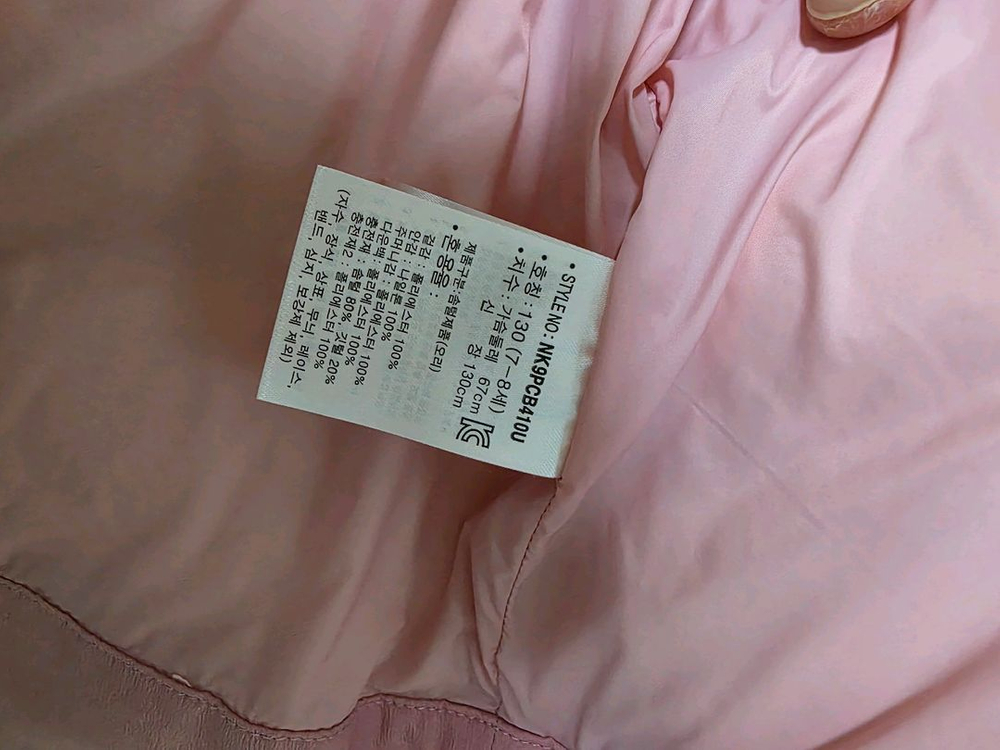 • STYLE NO: NK9PCB410U
• 호칭 : 130 (7-8세)
• 치수 : 가슴둘레 67cm
신 장 130cm
제품구분:솜털제품(오리)
• 혼용율 :
겉감 : 폴리에스터 100%
안감 : 나일론 100%
주머니감 : 폴리에스터 100%
다운백 : 폴리에스터 100%
충전재 : 솜털 80%, 깃털 20%
충전재2 : 폴리에스터 100%
(자수, 장식, 상표, 무늬, 레이스,
밴드, 심지, 보강재 제외)